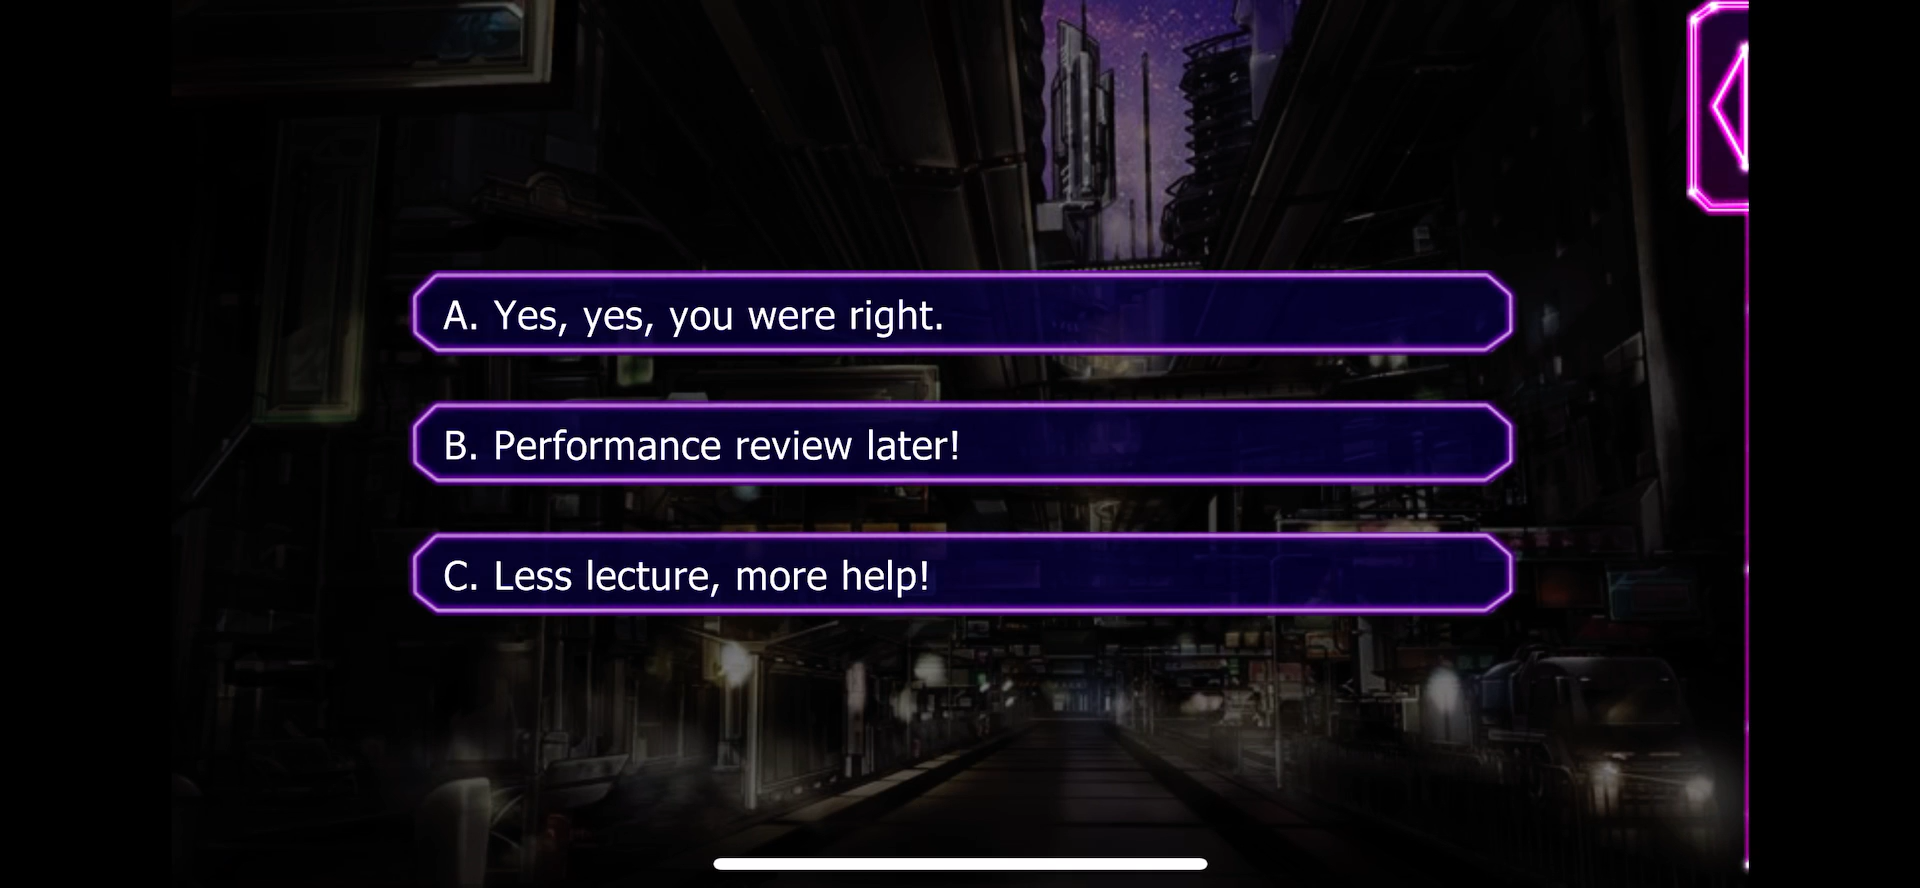 A. Yes, yes, you were right.
B. Performance review later!
C. Less lecture, more help!